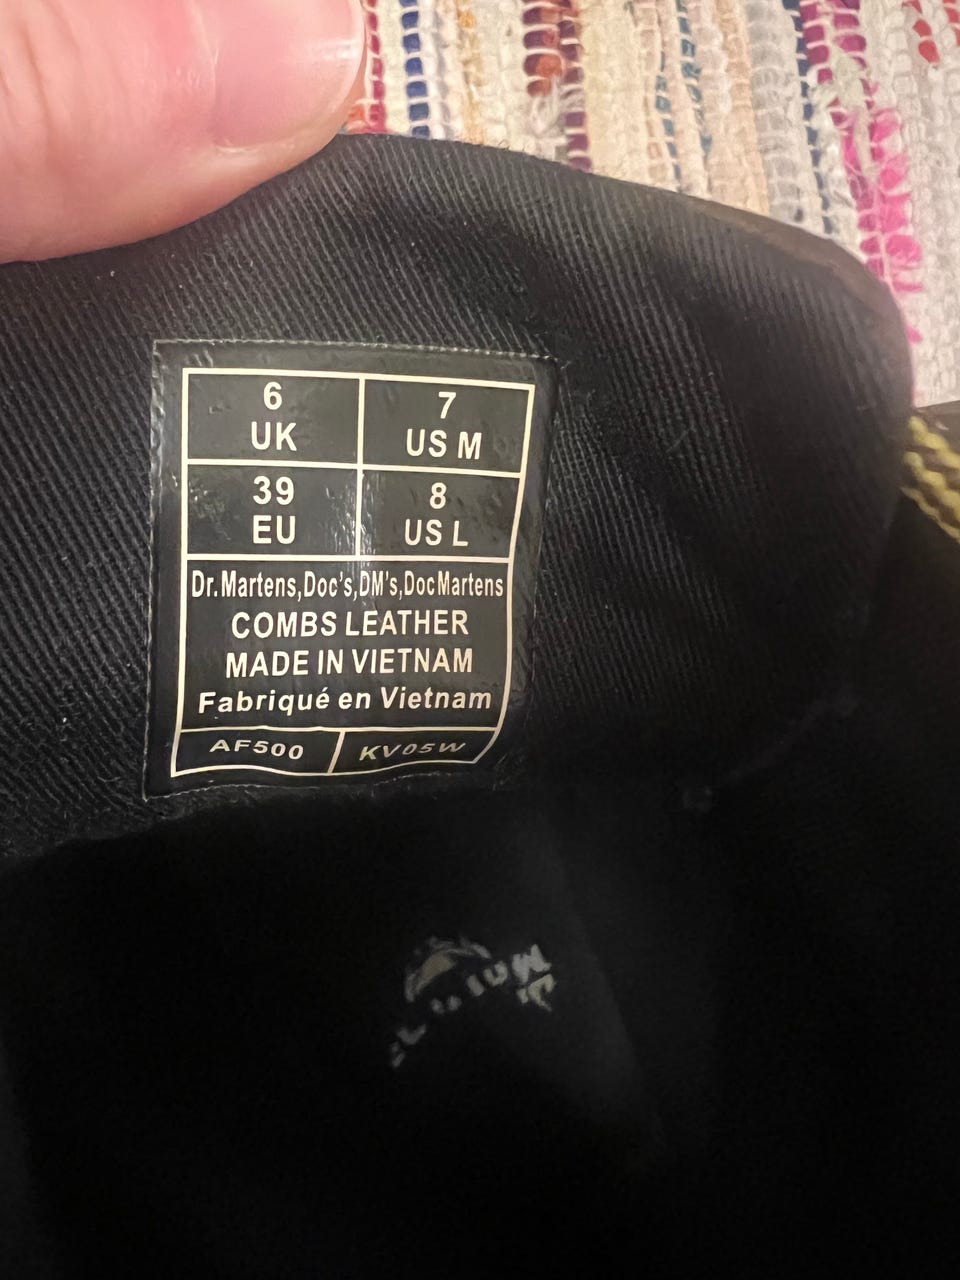 6
UK
7
US M
39
EU
8
US L
Dr. Martens,Doc's,DM's,DocMartens
COMBS LEATHER
MADE IN VIETNAM
Fabriqué en Vietnam
AF500
KV05W